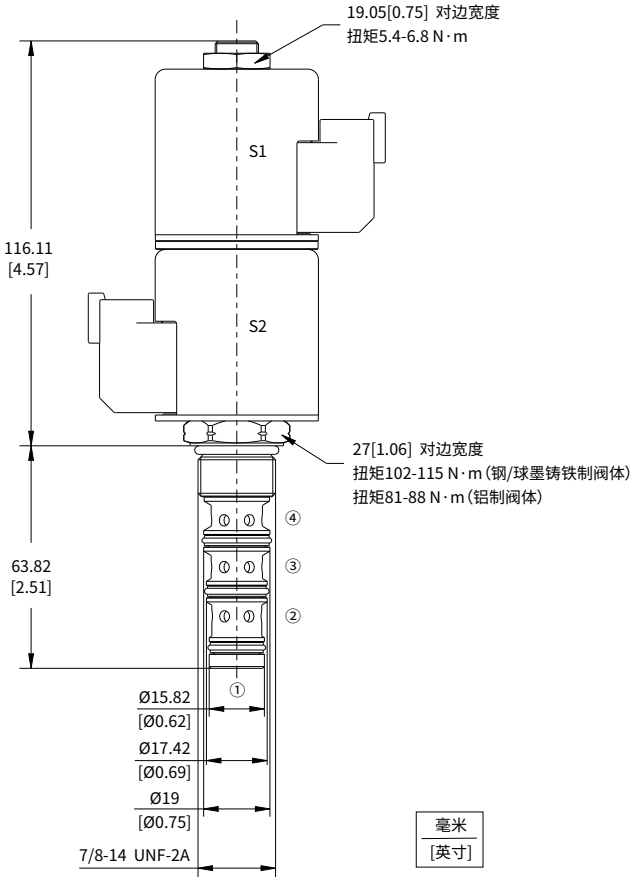 19.05[0.75] 对边宽度
扭矩5.4-6.8 N·m
S1
116.11
[4.57]
S2
27[1.06] 对边宽度
扭矩102-115 N·m(钢/球墨铸铁制阀体)
扭矩81-88 N·m(铝制阀体)
④
63.82
[2.51]
③
②
①
Ø15.82
[Ø0.62]
Ø17.42
[Ø0.69]
Ø19
[Ø0.75]
7/8-14 UNF-2A
毫米
[英寸]